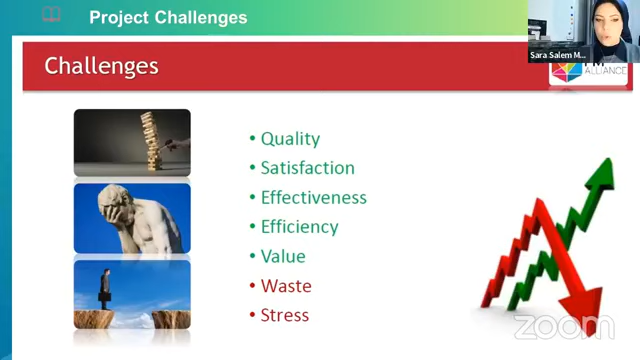 Project Challenges
Sara Salem M...
Challenges
ALLIANCE
• Quality
• Satisfaction
• Effectiveness
• Efficiency
• Value
• Waste
• Stress
zoom